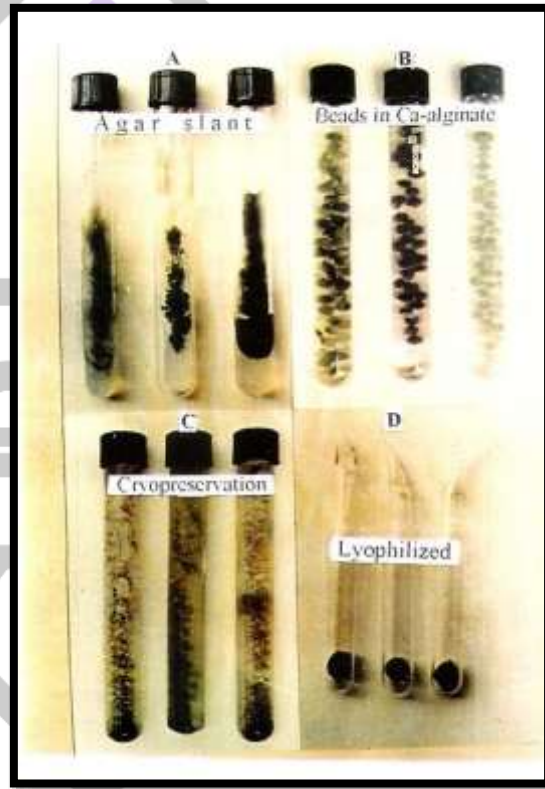 A
B
Agar slant
Beads in Ca-alginate
C
D
Cryopreservation
Lyophilized